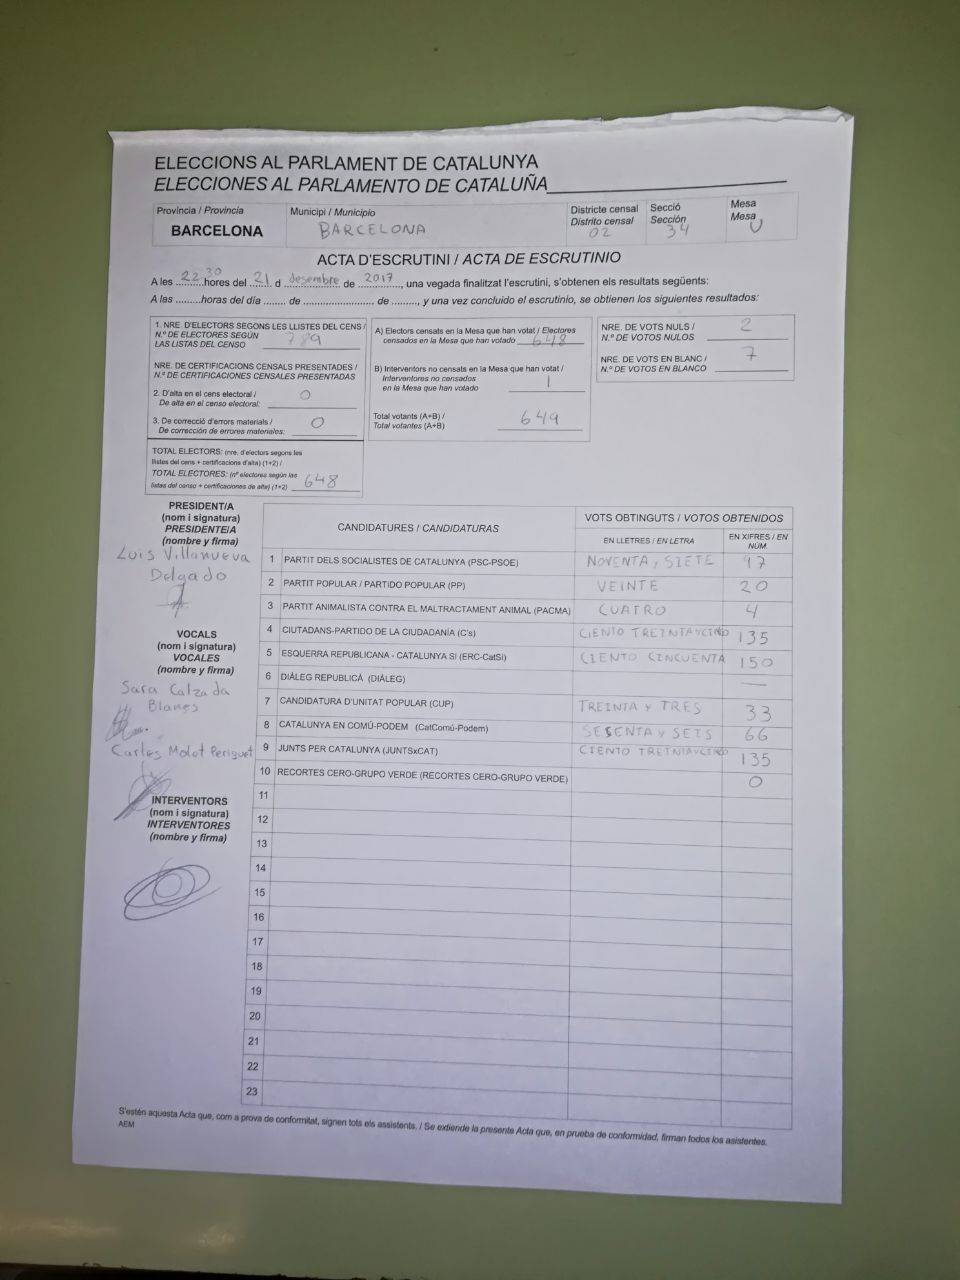 ELECCIONS AL PARLAMENT DE CATALUNYA
ELECCIONES AL PARLAMENTO DE CATALUÑA
Província / Provincia
BARCELONA
Municipi / Municipio
BARCELONA
Districte censal
Distrito censal
02
Secció
Sección
34
Mesa
Mesa
U
ACTA D'ESCRUTINI / ACTA DE ESCRUTINIO
A les 22 30 hores del 21 d desembre de 2017, una vegada finalitzat l'escrutini, s'obtenen els resultats següents:
A las .........horas del día ........ de ........................ de ........., y una vez concluido el escrutinio, se obtienen los siguientes resultados:
1. NRE. D'ELECTORS SEGONS LES LLISTES DEL CENS /
N.º DE ELECTORES SEGÚN
LAS LISTAS DEL CENSO 789
NRE. DE CERTIFICACIONS CENSALS PRESENTADES /
N.º DE CERTIFICACIONES CENSALES PRESENTADAS
2. D'alta en el cens electoral / 0
De alta en el censo electoral:
3. De correcció d'errors materials / 0
De corrección de errores materiales:
TOTAL ELECTORS: (nre. d'electors segons les
llistes del cens + certificacions d'alta) (1+2) /
TOTAL ELECTORES: (nº electores según las
listas del censo + certificaciones de alta) (1+2) 648
A) Electors censats en la Mesa que han votat / Electores
censados en la Mesa que han votado 648
B) Interventors no censats en la Mesa que han votat /
Interventores no censados
en la Mesa que han votado 1
Total votants (A+B) /
Total votantes (A+B) 649
NRE. DE VOTS NULS / 2
N.º DE VOTOS NULOS
NRE. DE VOTS EN BLANC / 7
N.º DE VOTOS EN BLANCO
PRESIDENT/A
(nom i signatura)
PRESIDENTE/A
(nombre y firma)
Luis Villanueva
Delgado
VOCALS
(nom i signatura)
VOCALES
(nombre y firma)
Sara Calzada
Blanes
Carles Molot Periguet
INTERVENTORS
(nom i signatura)
INTERVENTORES
(nombre y firma)
CANDIDATURES / CANDIDATURAS
VOTS OBTINGUTS / VOTOS OBTENIDOS
EN LLETRES / EN LETRA
EN XIFRES / EN NÚM.
1 PARTIT DELS SOCIALISTES DE CATALUNYA (PSC-PSOE) NOVENTA y SIETE 97
2 PARTIT POPULAR / PARTIDO POPULAR (PP) VEINTE 20
3 PARTIT ANIMALISTA CONTRA EL MALTRACTAMENT ANIMAL (PACMA) CUATRO 4
4 CIUTADANS-PARTIDO DE LA CIUDADANÍA (C's) CIENTO TREINTAYCINO 135
5 ESQUERRA REPUBLICANA - CATALUNYA SI (ERC-CatSí) CIENTO CINCUENTA 150
6 DIÀLEG REPUBLICÀ (DIÀLEG) —
7 CANDIDATURA D'UNITAT POPULAR (CUP) TREINTA y TRES 33
8 CATALUNYA EN COMÚ-PODEM (CatComú-Podem) SESENTA y SEIS 66
9 JUNTS PER CATALUNYA (JUNTSxCAT) CIENTO TREINTAYCINO 135
10 RECORTES CERO-GRUPO VERDE (RECORTES CERO-GRUPO VERDE) 0
11
12
13
14
15
16
17
18
19
20
21
22
23
S'estén aquesta Acta que, com a prova de conformitat, signen tots els assistents. / Se extiende la presente Acta que, en prueba de conformidad, firman todos los asistentes.
AEM